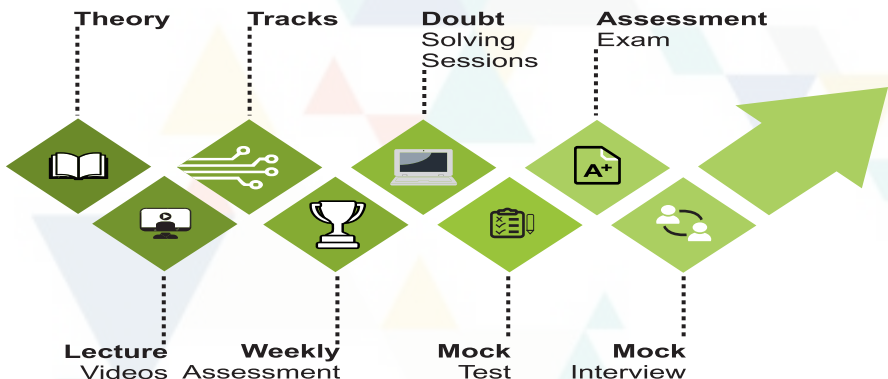 Theory
Tracks
Doubt
Solving
Sessions
Assessment
Exam
A+
Lecture
Videos
Weekly
Assessment
Mock
Test
Mock
Interview